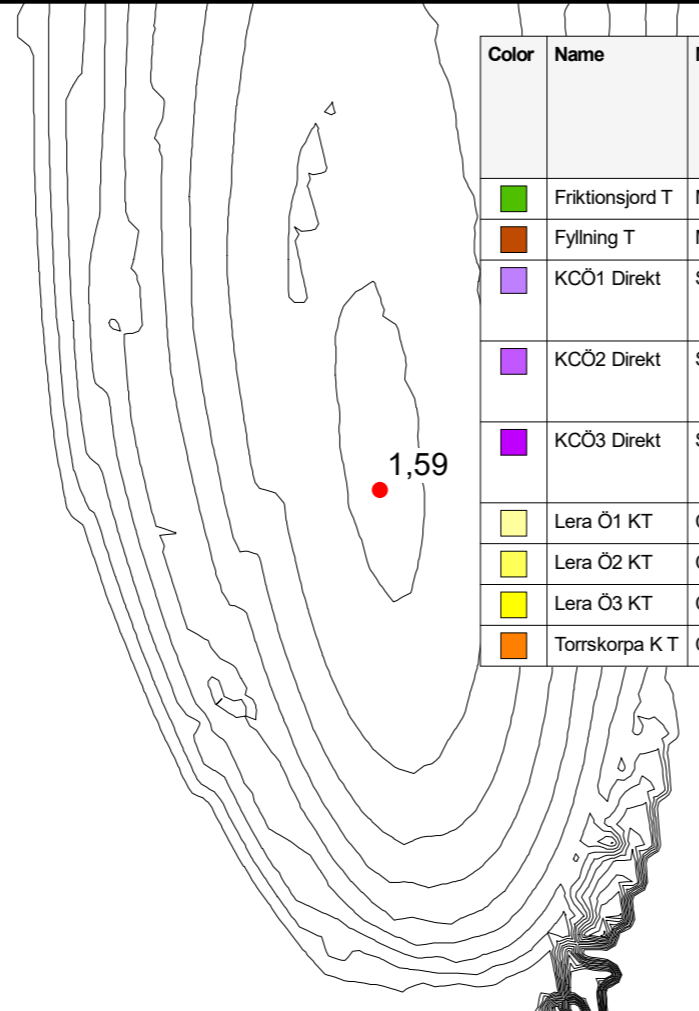 Color Name
Friktionsjord T
Fyllning T
KCÖ1 Direkt
KCÖ2 Direkt
KCÖ3 Direkt
Lera Ö1 KT
Lera Ö2 KT
Lera Ö3 KT
Torrskorpa K T
1,59